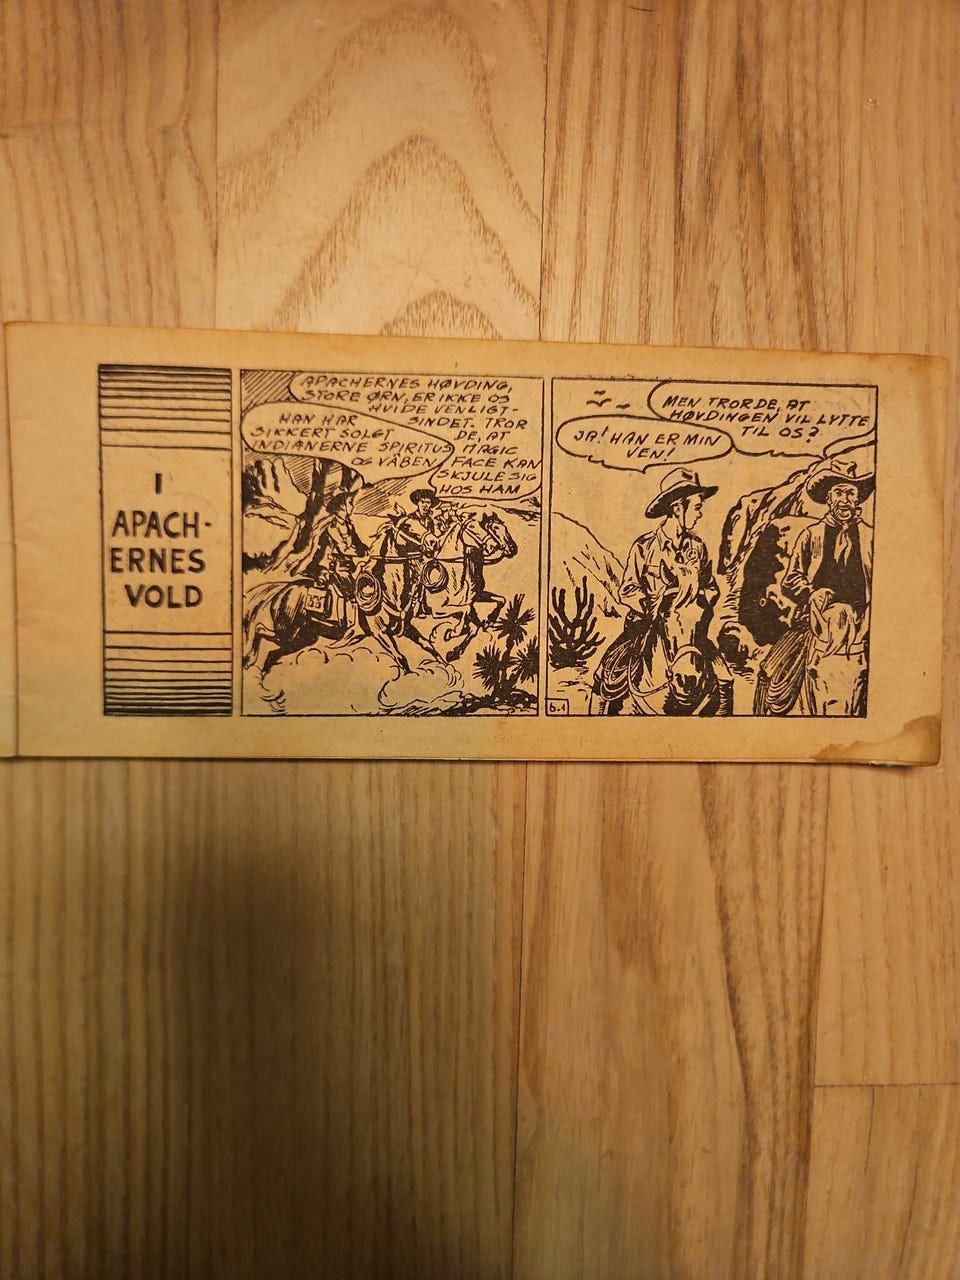 I
APACH-
ERNES
VOLD
APACHERNES HØVDING,
STORE ØRN, ER IKKE OS
HVIDE VENLIGT-
SINDET. TROR
DE, AT
MAGIC
FACE KAN
SKJULE SIG
HOS HAM
HAN HAR
SIKKERT SOLGT
INDIANERNE SPIRITUS
OG VÅBEN
MEN TROR DE, AT
HØVDINGEN VIL LYTTE
TIL OS?
JA! HAN ER MIN
VEN!
6-1